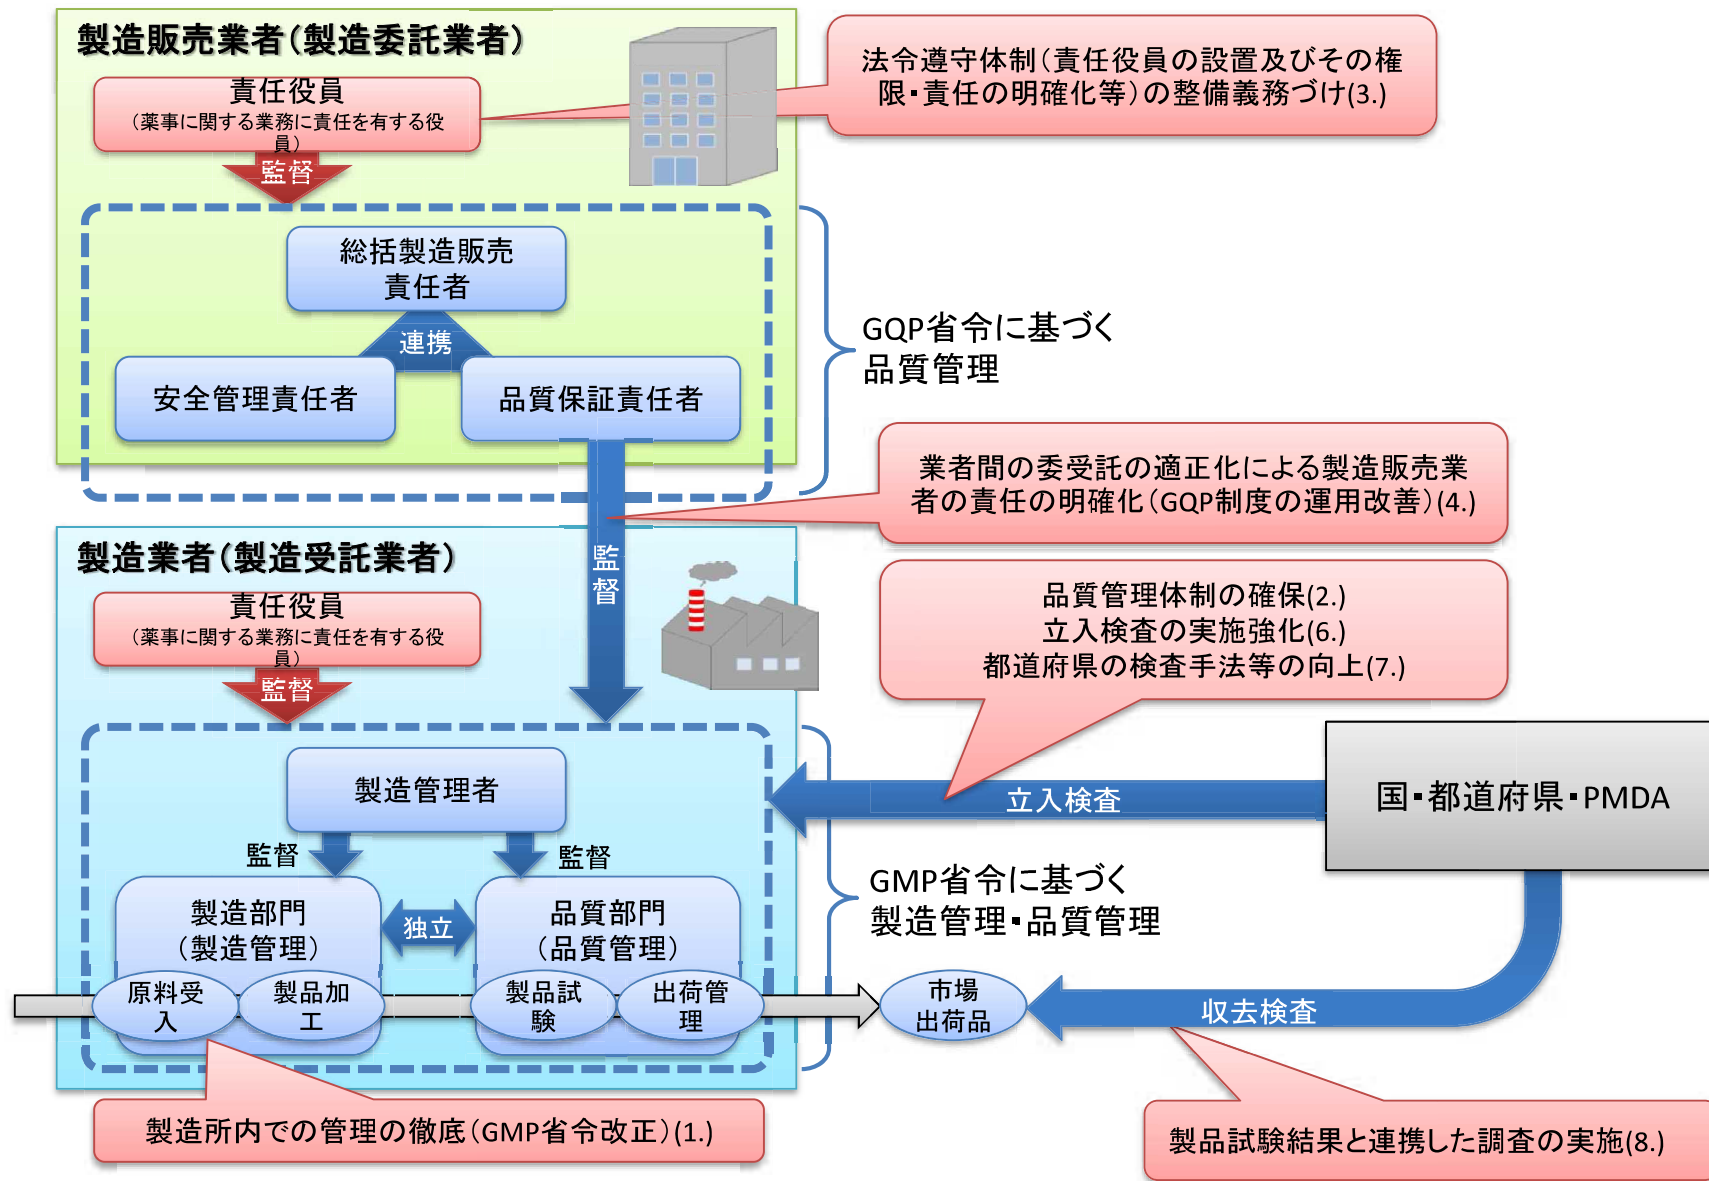 製造販売業者（製造委託業者）
責任役員
（薬事に関する業務に責任を有する役
員）
監督
法令遵守体制（責任役員の設置及びその権
限・責任の明確化等）の整備義務づけ(3.)
総括製造販売
責任者
連携
安全管理責任者
品質保証責任者
GQP省令に基づく
品質管理
業者間の委受託の適正化による製造販売業
者の責任の明確化（GQP制度の運用改善）(4.)
製造業者（製造受託業者）
責任役員
（薬事に関する業務に責任を有する役
員）
監督
監
督
品質管理体制の確保(2.)
立入検査の実施強化(6.)
都道府県の検査手法等の向上(7.)
製造管理者
立入検査
国・都道府県・PMDA
監督
監督
製造部門
（製造管理）
独立
品質部門
（品質管理）
GMP省令に基づく
製造管理・品質管理
原料受
入
製品加
工
製品試
験
出荷管
理
市場
出荷品
収去検査
製造所内での管理の徹底（GMP省令改正）(1.)
製品試験結果と連携した調査の実施(8.)